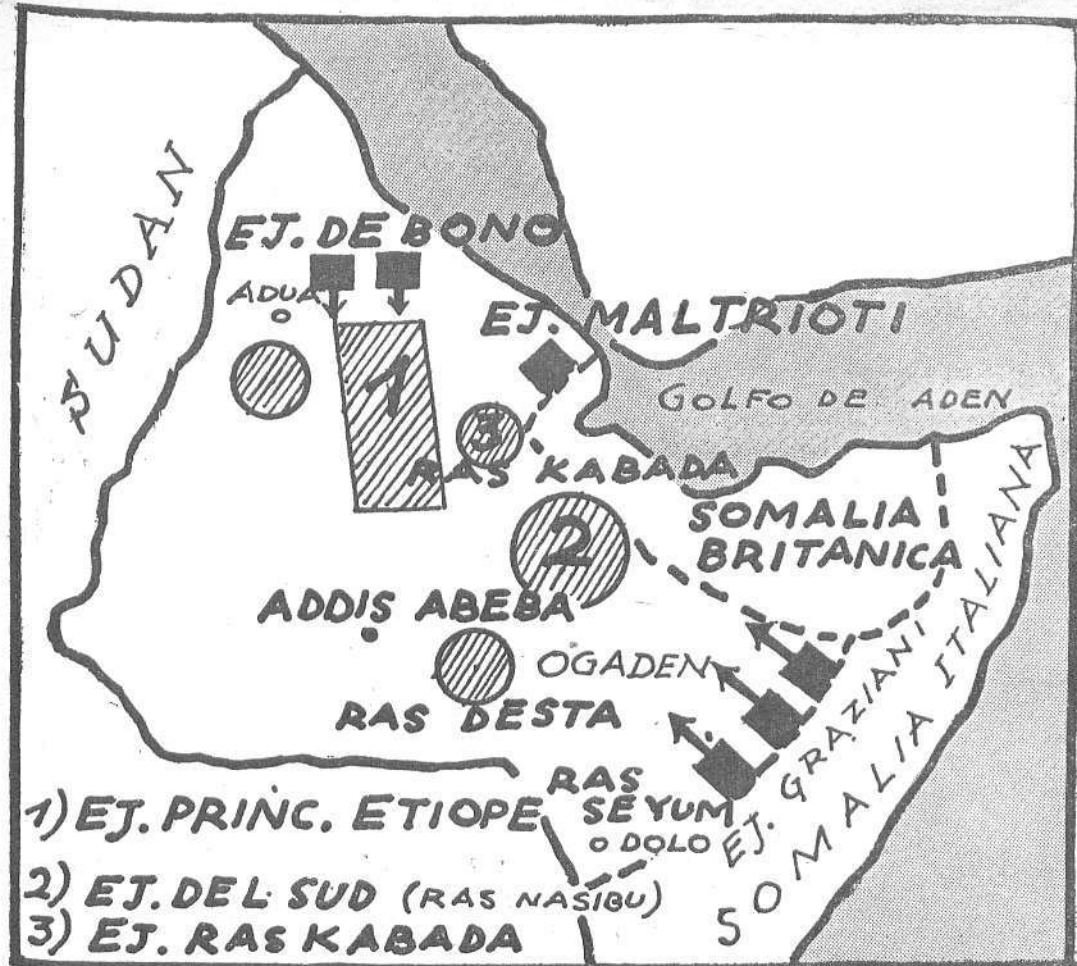 SUDAN
EJ. DE BONO
ADUA
EJ. MALTRIOTI
GOLFO DE ADEN
1
3
RAS KABADA
2
SOMALIA
BRITANICA
ADDIS ABEBA
OGADEN
RAS DESTA
RAS
SEYUM
DOLO
EJ. GRAZIANI
SOMALIA ITALIANA
1) EJ. PRINC. ETIOPE
2) EJ. DEL SUD (RAS NASIBU)
3) EJ. RAS KABADA